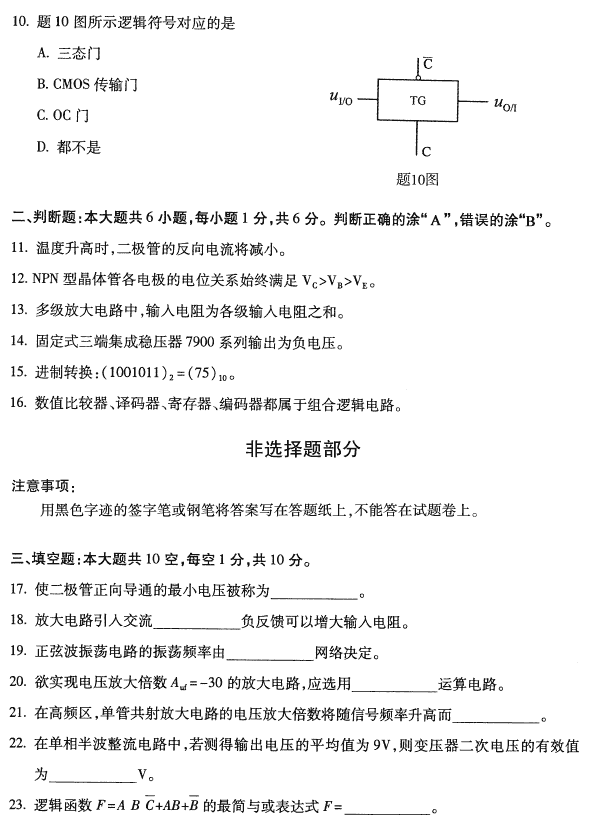 10. 题 10 图所示逻辑符号对应的是
A. 三态门
B. CMOS 传输门
C. OC 门
D. 都不是
C̅
u_I/O
TG
u_O/I
C
题10图
二、判断题:本大题共 6 小题,每小题 1 分,共 6 分。判断正确的涂“A”,错误的涂“B”。
11. 温度升高时,二极管的反向电流将减小。
12. NPN 型晶体管各电极的电位关系始终满足 V_C>V_B>V_E。
13. 多级放大电路中,输入电阻为各级输入电阻之和。
14. 固定式三端集成稳压器 7900 系列输出为负电压。
15. 进制转换:(1001011)₂=(75)₁₀。
16. 数值比较器、译码器、寄存器、编码器都属于组合逻辑电路。
非选择题部分
注意事项:
用黑色字迹的签字笔或钢笔将答案写在答题纸上,不能答在试题卷上。
三、填空题:本大题共 10 空,每空 1 分,共 10 分。
17. 使二极管正向导通的最小电压被称为__________。
18. 放大电路引入交流__________负反馈可以增大输入电阻。
19. 正弦波振荡电路的振荡频率由__________网络决定。
20. 欲实现电压放大倍数 A_uf=-30 的放大电路,应选用__________运算电路。
21. 在高频区,单管共射放大电路的电压放大倍数将随信号频率升高而__________。
22. 在单相半波整流电路中,若测得输出电压的平均值为 9V,则变压器二次电压的有效值
为__________V。
23. 逻辑函数 F=A B C̅+AB+B̅ 的最简与或表达式 F=__________。